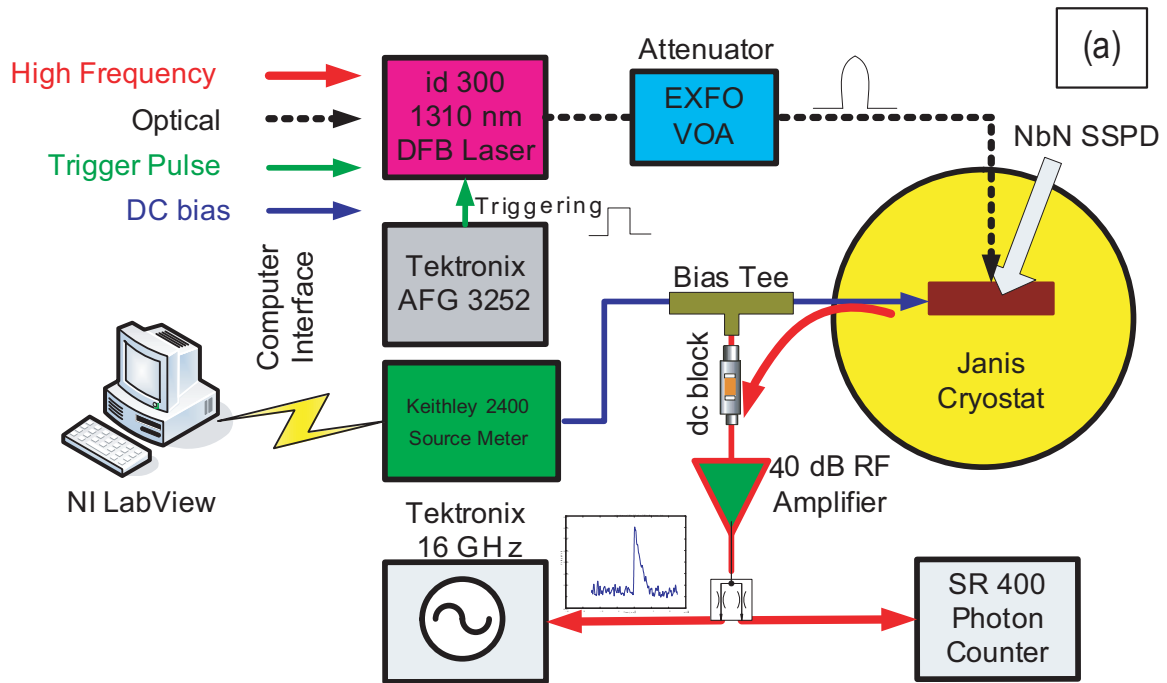 (a)
High Frequency
Optical
Trigger Pulse
DC bias
id 300
1310 nm
DFB Laser
Attenuator
EXFO
VOA
NbN SSPD
Triggering
Tektronix
AFG 3252
Computer
Interface
Bias Tee
dc block
Janis
Cryostat
Keithley 2400
Source Meter
NI LabView
40 dB RF
Amplifier
Tektronix
16 GHz
SR 400
Photon
Counter